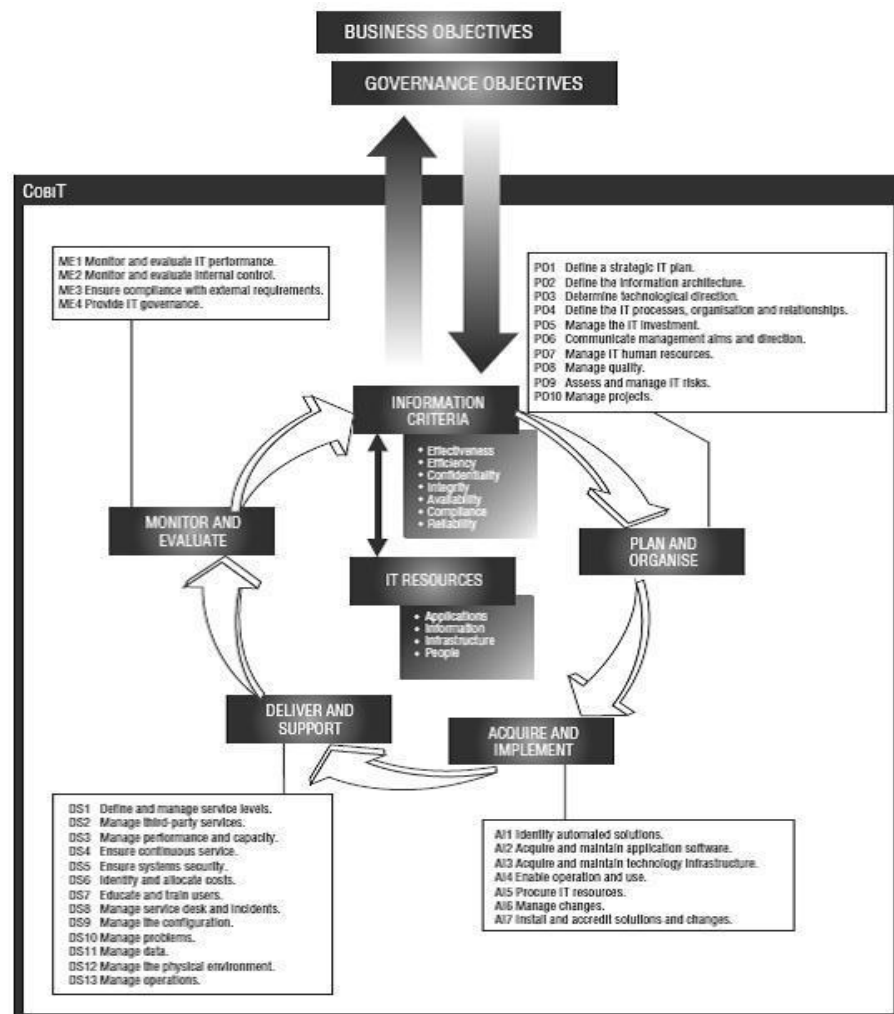 BUSINESS OBJECTIVES
GOVERNANCE OBJECTIVES
COBIT
ME1 Monitor and evaluate IT performance.
ME2 Monitor and evaluate internal control.
ME3 Ensure compliance with external requirements.
ME4 Provide IT governance.
PO1 Define a strategic IT plan.
PO2 Define the information architecture.
PO3 Determine technological direction.
PO4 Define the IT processes, organisation and relationships.
PO5 Manage the IT investment.
PO6 Communicate management aims and direction.
PO7 Manage IT human resources.
PO8 Manage quality.
PO9 Assess and manage IT risks.
PO10 Manage projects.
INFORMATION
CRITERIA
• Effectiveness
• Efficiency
• Confidentiality
• Integrity
• Availability
• Compliance
• Reliability
MONITOR AND
EVALUATE
PLAN AND
ORGANISE
IT RESOURCES
• Applications
• Information
• Infrastructure
• People
DELIVER AND
SUPPORT
ACQUIRE AND
IMPLEMENT
DS1 Define and manage service levels.
DS2 Manage third-party services.
DS3 Manage performance and capacity.
DS4 Ensure continuous service.
DS5 Ensure systems security.
DS6 Identify and allocate costs.
DS7 Educate and train users.
DS8 Manage service desk and incidents.
DS9 Manage the configuration.
DS10 Manage problems.
DS11 Manage data.
DS12 Manage the physical environment.
DS13 Manage operations.
AI1 Identify automated solutions.
AI2 Acquire and maintain application software.
AI3 Acquire and maintain technology infrastructure.
AI4 Enable operation and use.
AI5 Procure IT resources.
AI6 Manage changes.
AI7 Install and accredit solutions and changes.